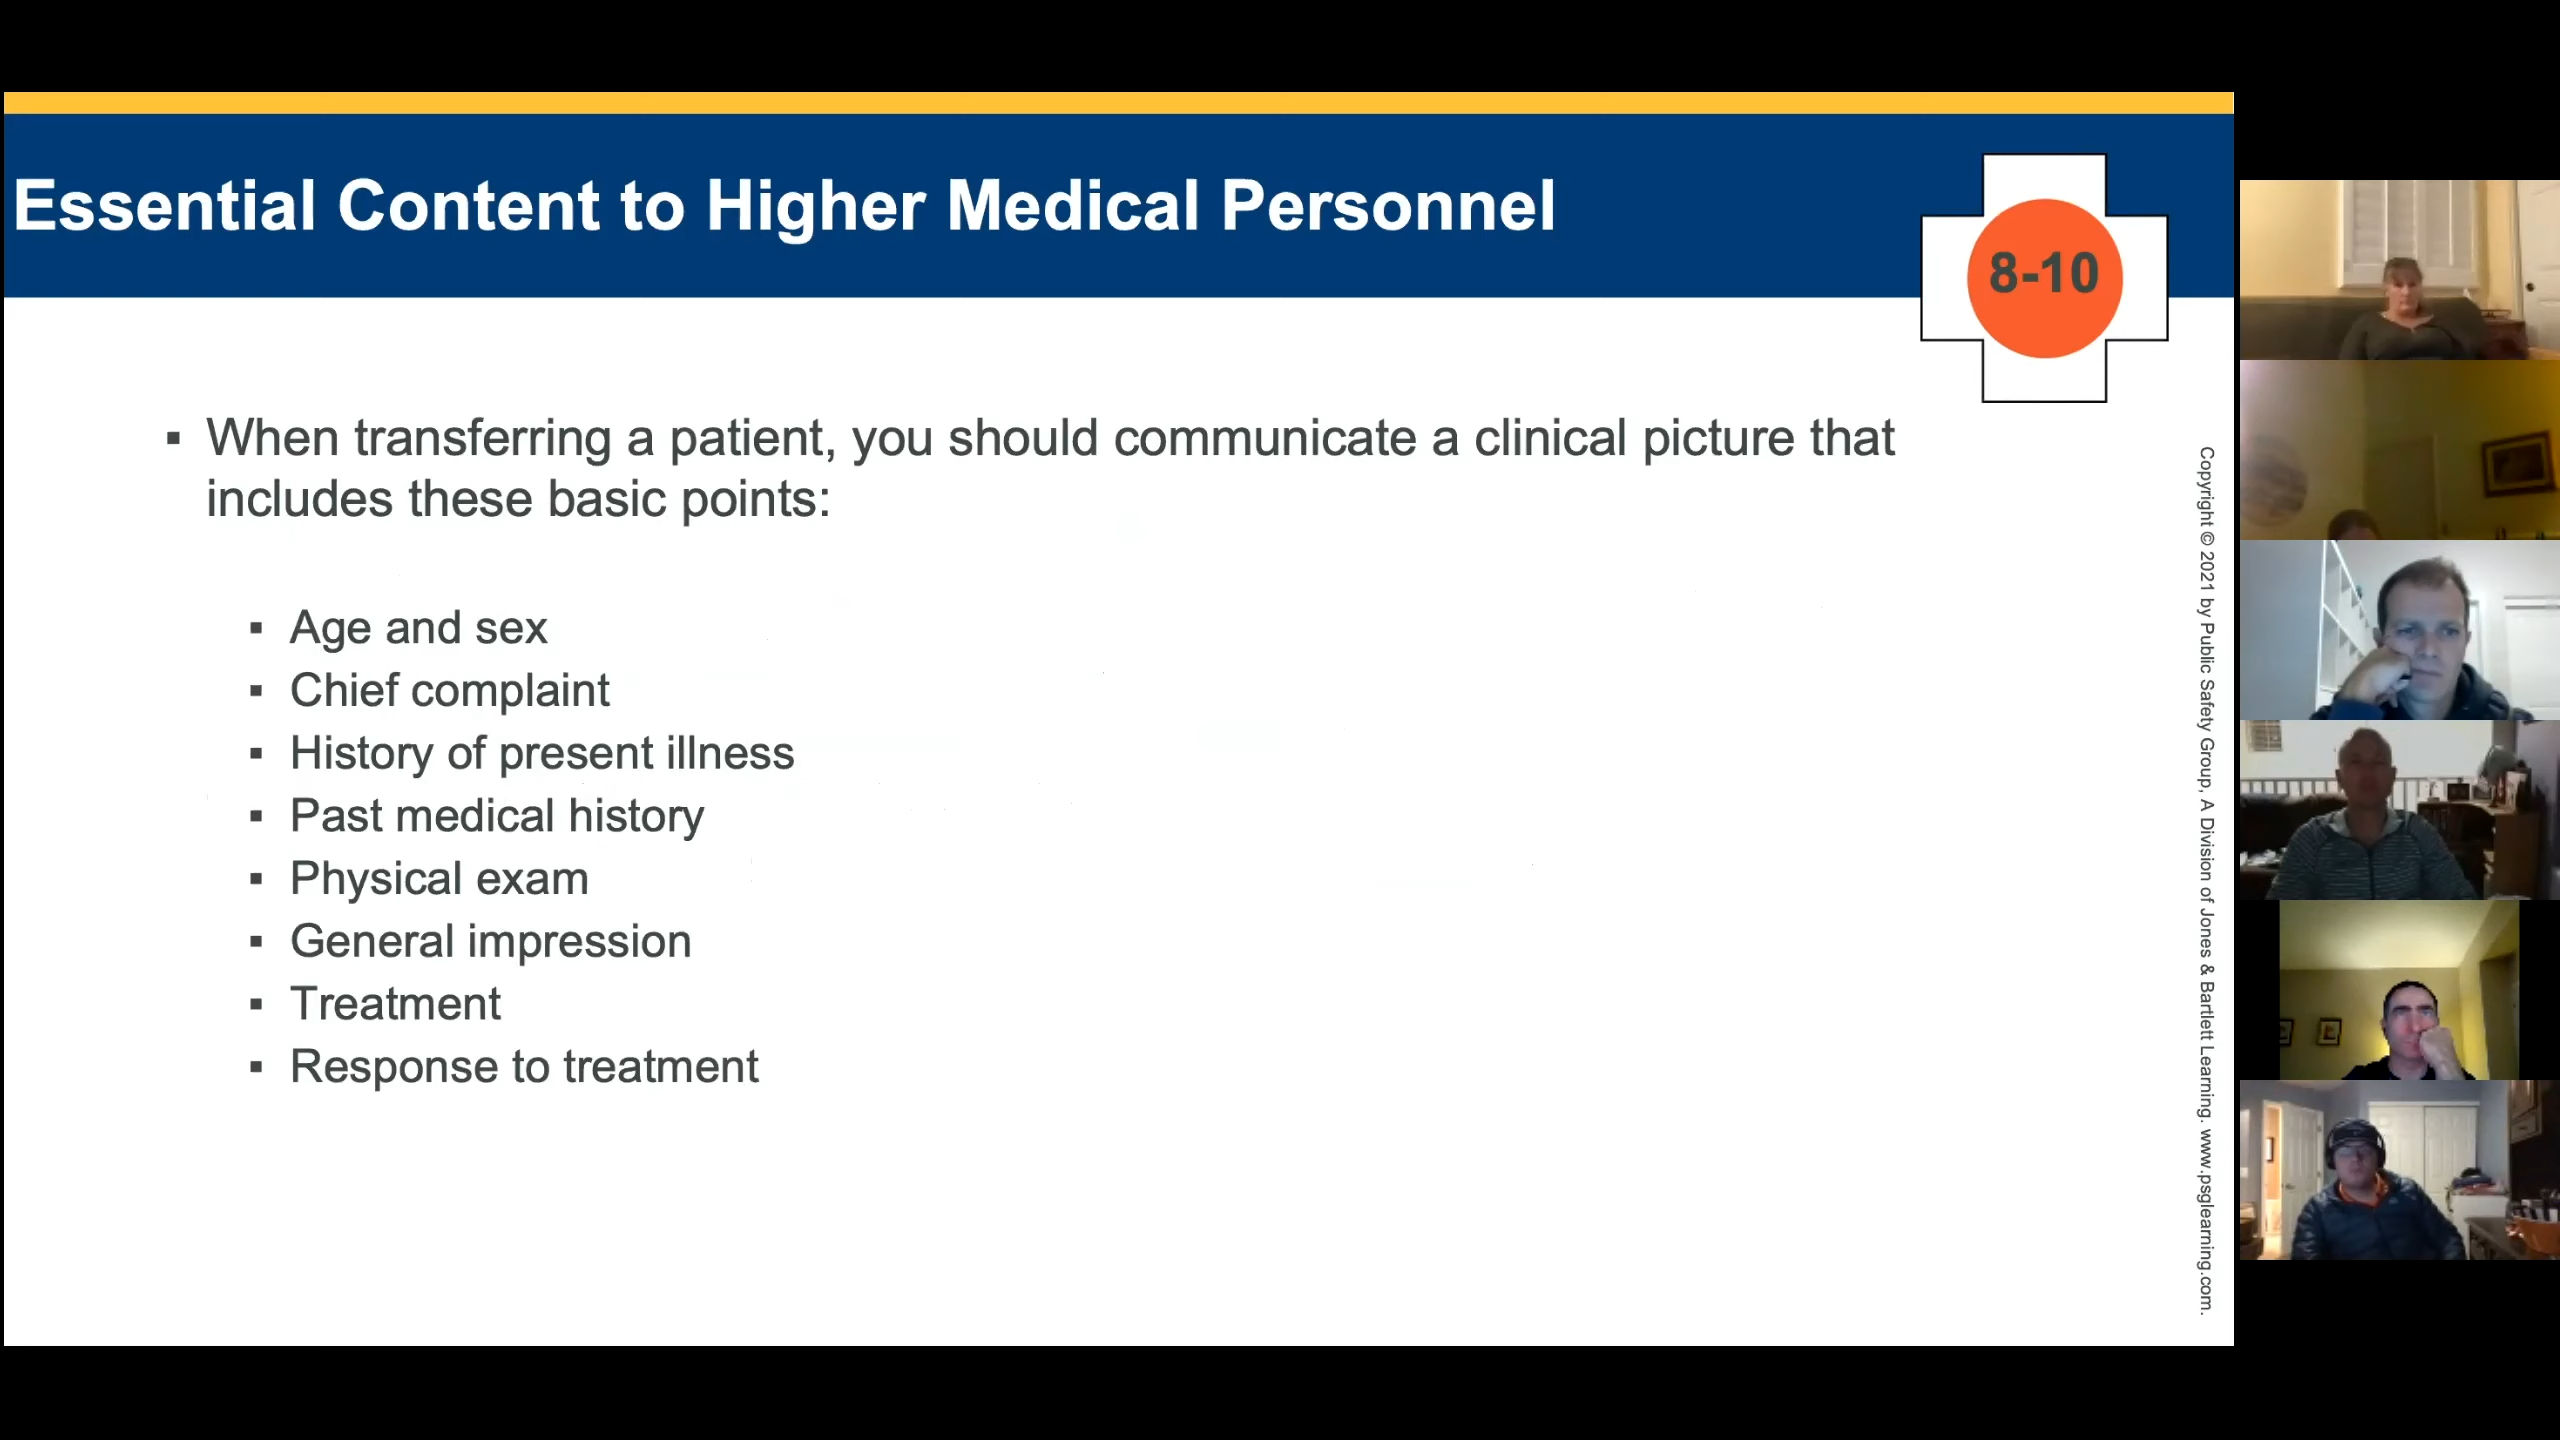 Essential Content to Higher Medical Personnel
8-10
▪ When transferring a patient, you should communicate a clinical picture that
includes these basic points:
▪ Age and sex
▪ Chief complaint
▪ History of present illness
▪ Past medical history
▪ Physical exam
▪ General impression
▪ Treatment
▪ Response to treatment
Copyright © 2021 by Public Safety Group, A Division of Jones & Bartlett Learning. www.psglearning.com.